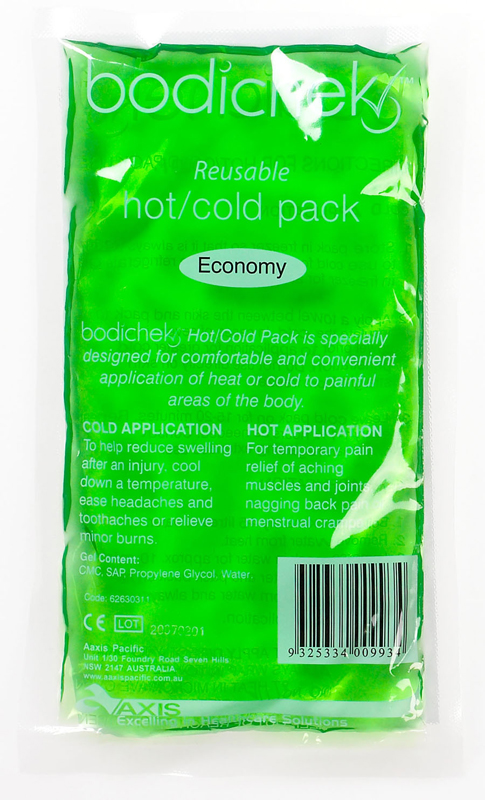 bodichek™
Reusable
hot/cold pack
Economy
bodichek Hot/Cold Pack is specially
designed for comfortable and convenient
application of heat or cold to painful
areas of the body.
COLD APPLICATION
To help reduce swelling
after an injury, cool
down a temperature,
ease headaches and
toothaches or relieve
minor burns.
HOT APPLICATION
For temporary pain
relief of aching
muscles and joints,
nagging back pain
menstrual cramps.
Gel Content:
CMC, SAP, Propylene Glycol, Water.
Code: 62630311
CE LOT 20070201
9 325334 009934
Aaxis Pacific
Unit 1/30 Foundry Road Seven Hills
NSW 2147 AUSTRALIA
www.aaxispacific.com.au
AAXIS
Excelling in Healthcare Solutions